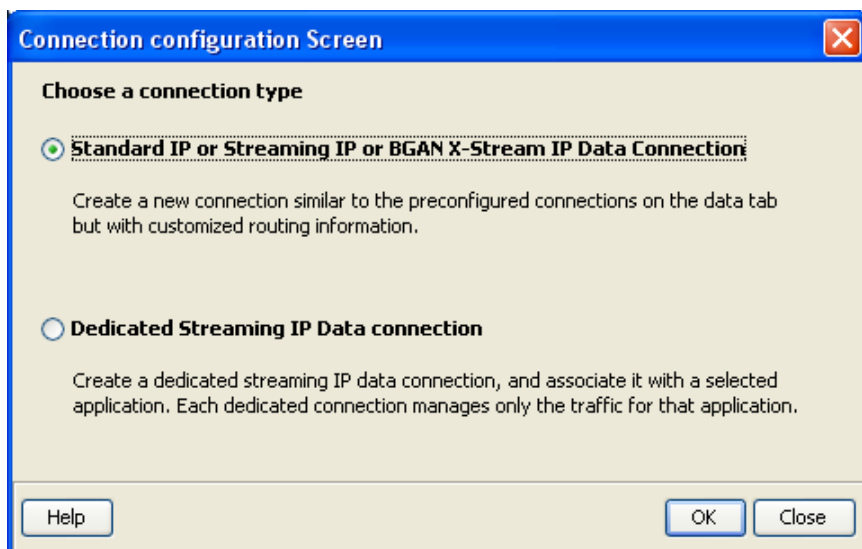 Connection configuration Screen
Choose a connection type
Standard IP or Streaming IP or BGAN X-Stream IP Data Connection
Create a new connection similar to the preconfigured connections on the data tab
but with customized routing information.
Dedicated Streaming IP Data connection
Create a dedicated streaming IP data connection, and associate it with a selected
application. Each dedicated connection manages only the traffic for that application.
Help
OK
Close